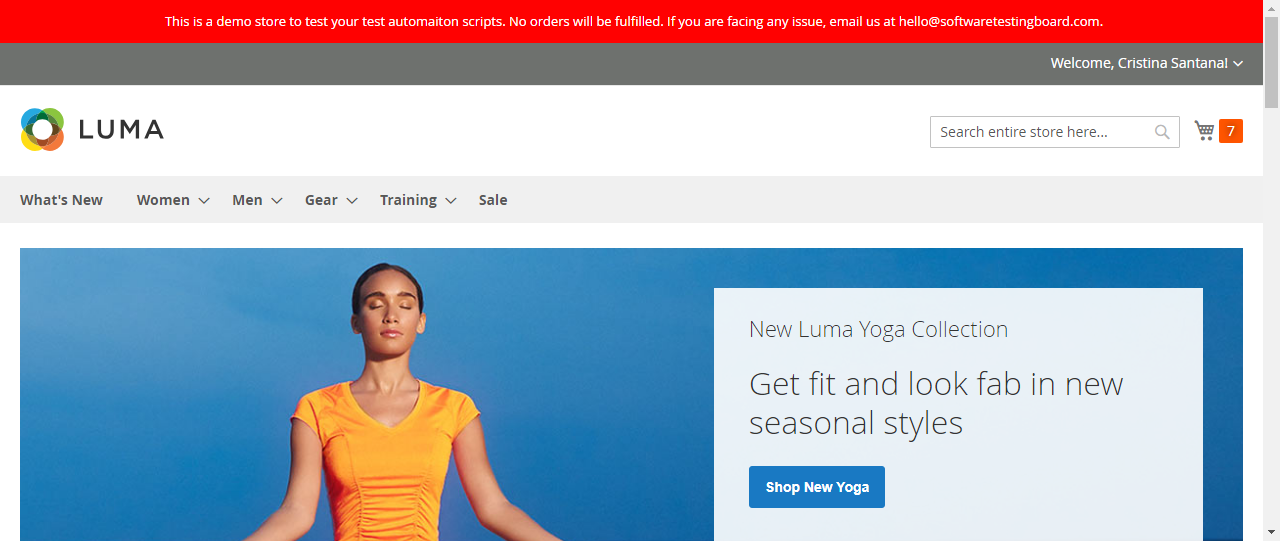 This is a demo store to test your test automaiton scripts. No orders will be fulfilled. If you are facing any issue, email us at hello@softwaretestingboard.com.
Welcome, Cristina Santana!
LUMA
Search entire store here...
7
What's New Women Men Gear Training Sale
New Luma Yoga Collection
Get fit and look fab in new
seasonal styles
Shop New Yoga